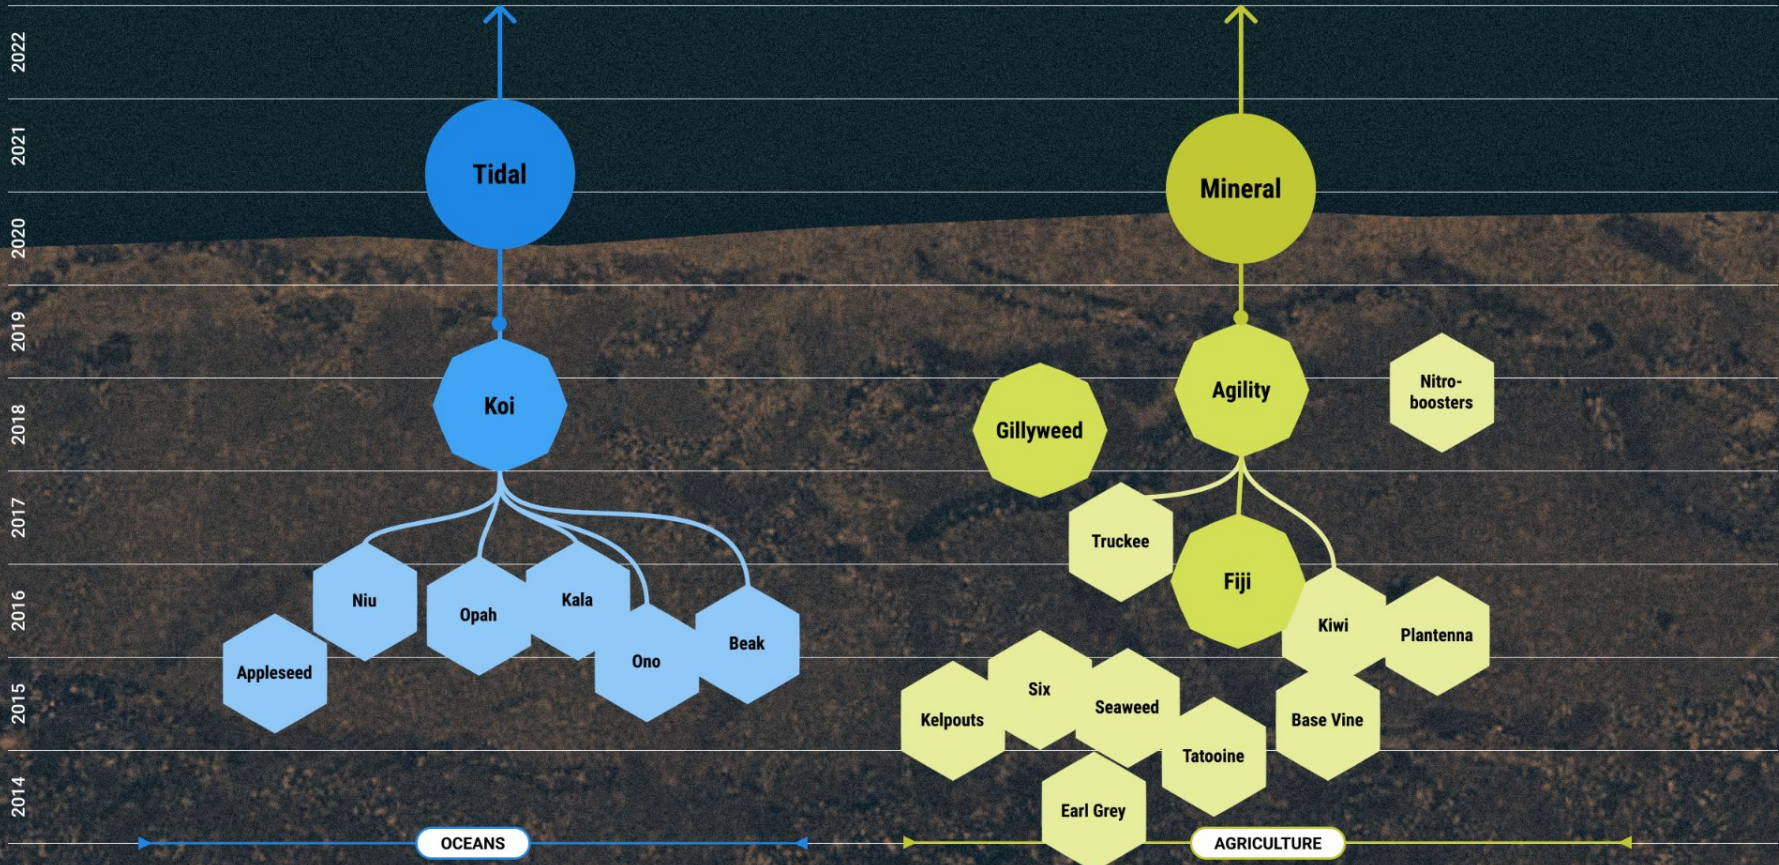 2022
2021
Tidal
Mineral
2020
2019
Koi
Agility
Nitro-
boosters
2018
Gillyweed
2017
Truckee
Fiji
2016
Niu
Opah
Kala
Ono
Beak
Appleseed
Kiwi
Plantenna
2015
Kelpouts
Six
Seaweed
Tatooine
Base Vine
2014
Earl Grey
OCEANS
AGRICULTURE